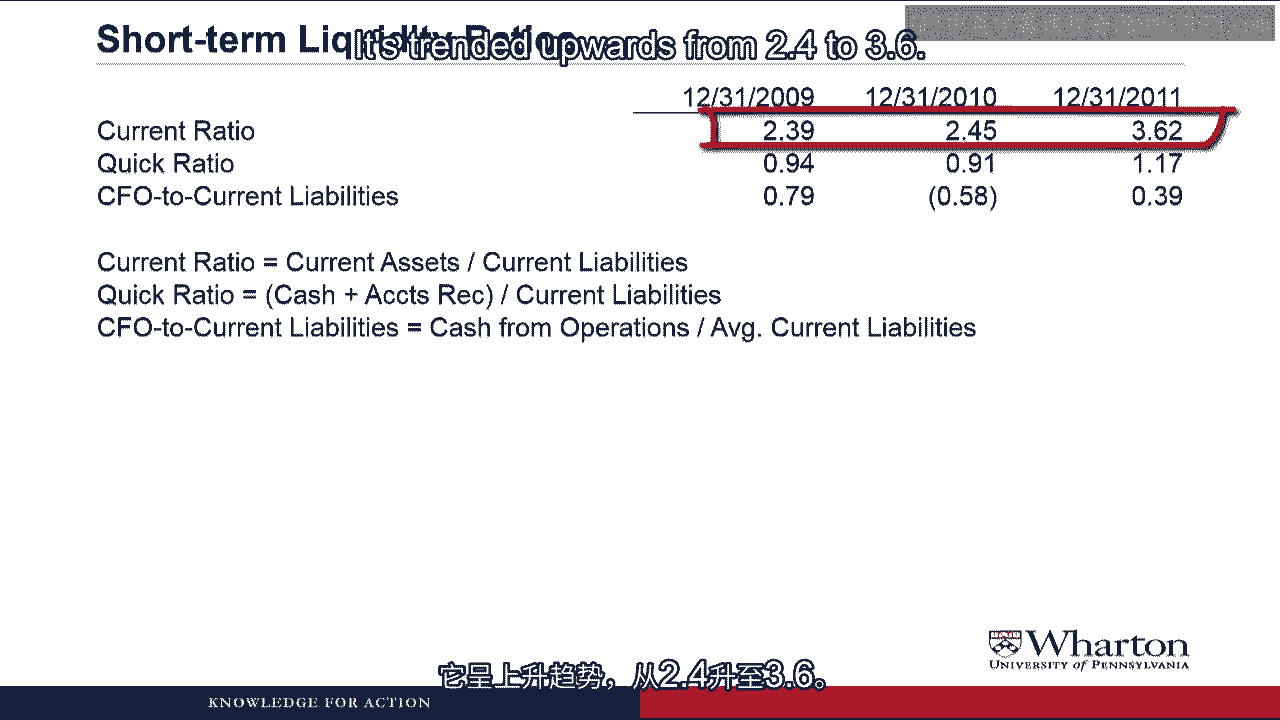 Short-term Liquidity Ratios
It's trended upwards from 2.4 to 3.6.
12/31/2009 12/31/2010 12/31/2011
Current Ratio 2.39 2.45 3.62
Quick Ratio 0.94 0.91 1.17
CFO-to-Current Liabilities 0.79 (0.58) 0.39
Current Ratio = Current Assets / Current Liabilities
Quick Ratio = (Cash + Accts Rec) / Current Liabilities
CFO-to-Current Liabilities = Cash from Operations / Avg. Current Liabilities
Wharton
UNIVERSITY of PENNSYLVANIA
它呈上升趋势，从2.4升至3.6。
KNOWLEDGE FOR ACTION